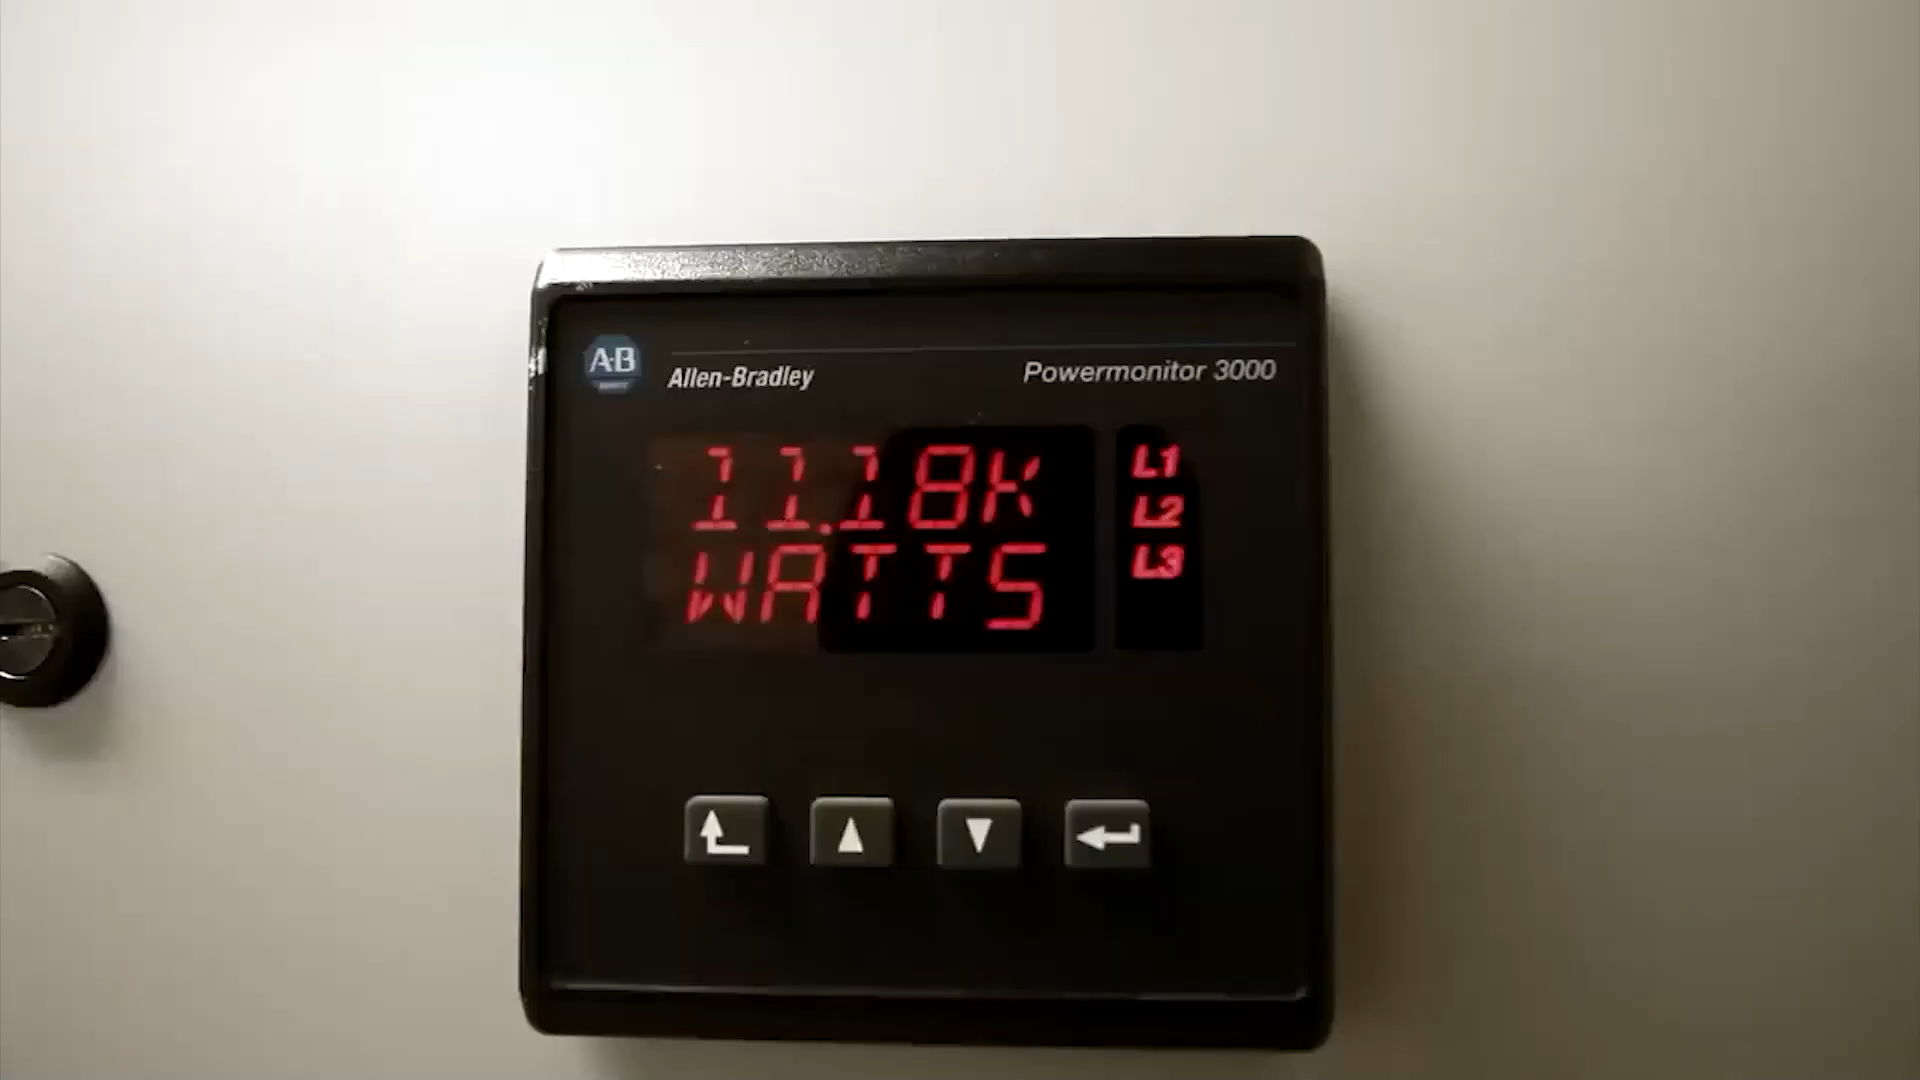 A·B
Allen-Bradley
Powermonitor 3000
11.18K
WATTS
L1
L2
L3